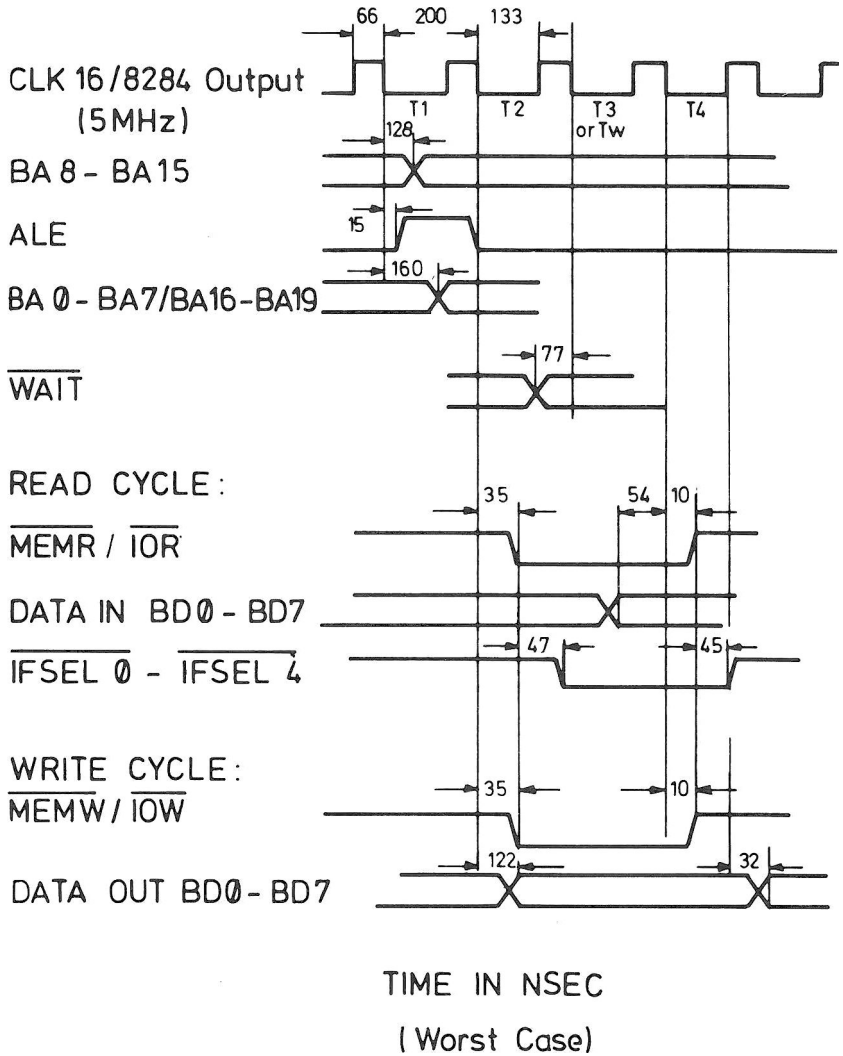 66 200 133
CLK 16/8284 Output
(5MHz)
T1 T2 T3 T4
or Tw
128
BA 8 - BA 15
15
ALE
160
BA 0 - BA7/BA16-BA19
77
WAIT
READ CYCLE:
35 54 10
MEMR / IOR
DATA IN BD0 - BD7
47 45
IFSEL 0 - IFSEL 4
WRITE CYCLE:
35 10
MEMW / IOW
122 32
DATA OUT BD0 - BD7
TIME IN NSEC
(Worst Case)